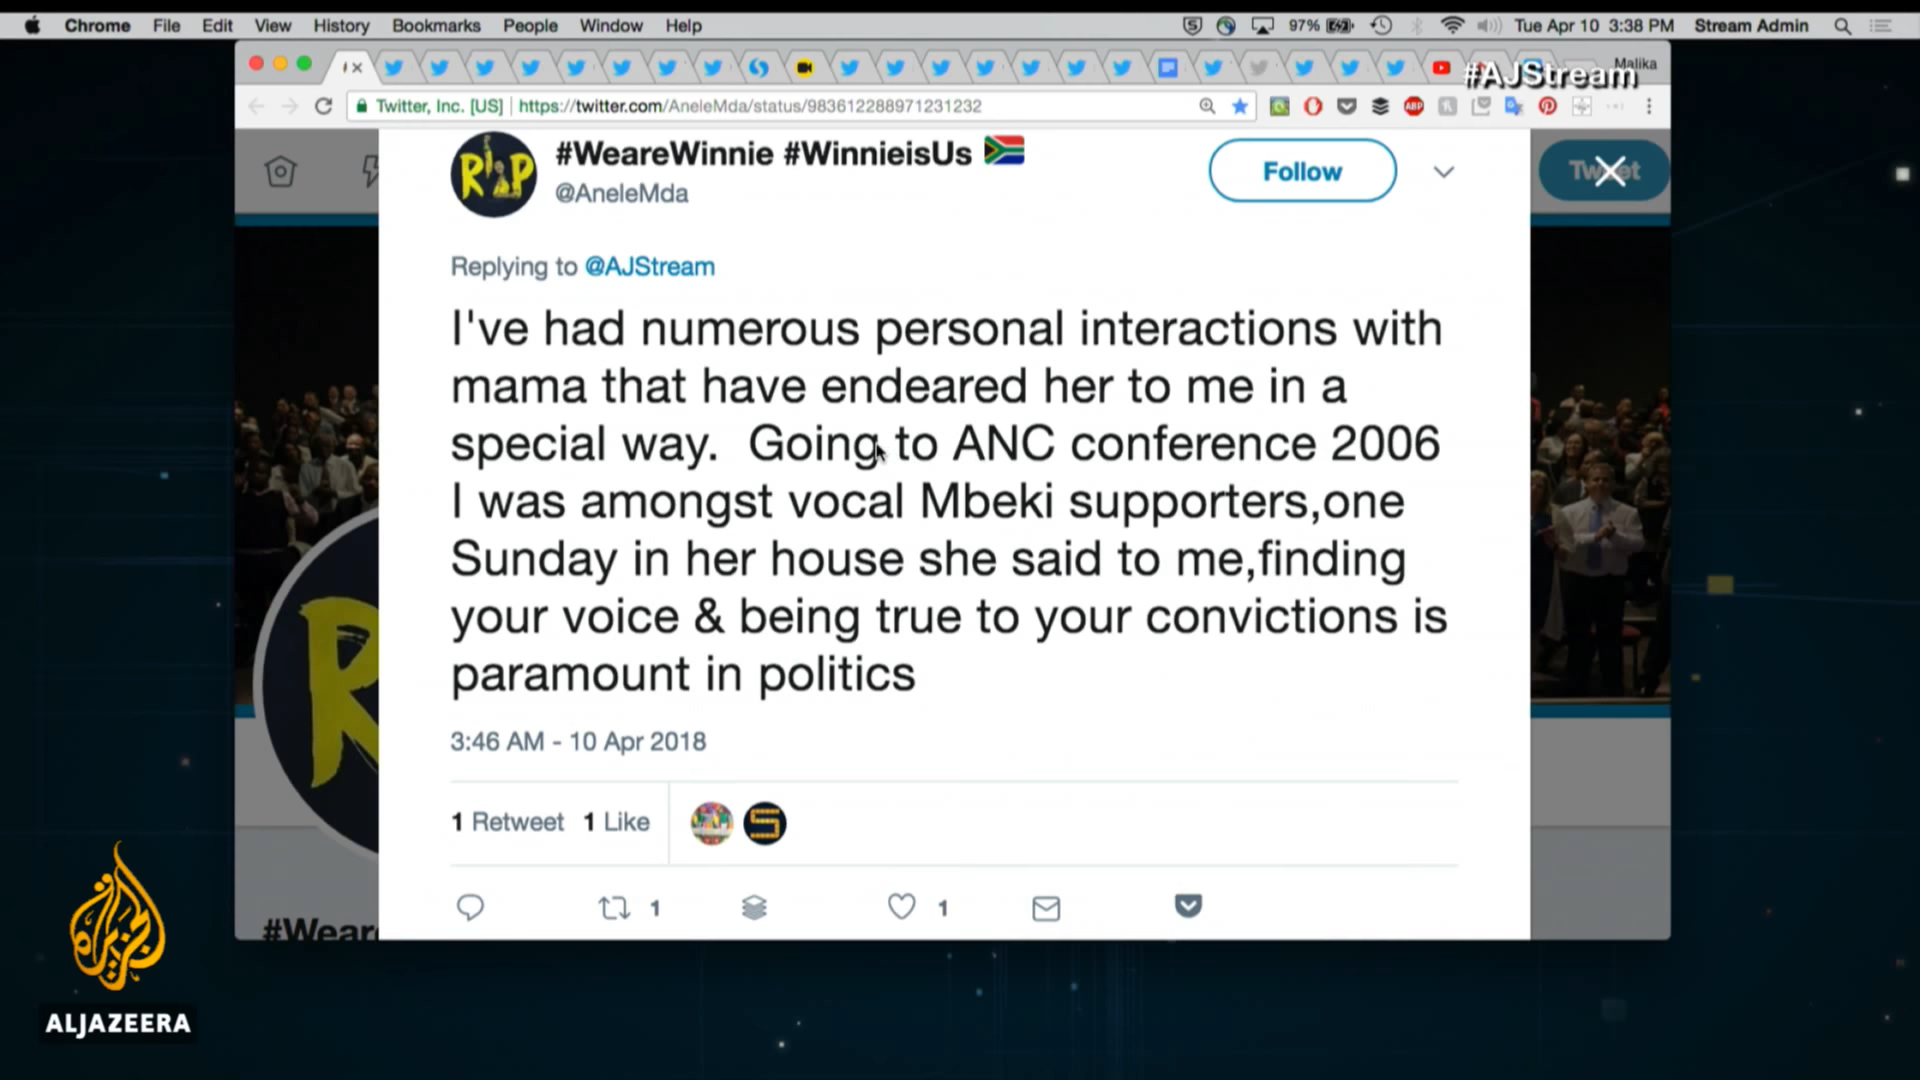 Chrome File Edit View History Bookmarks People Window Help 97% Tue Apr 10 3:38 PM Stream Admin
Malika
#AJStream
Twitter, Inc. [US] https://twitter.com/AneleMda/status/983612288971231232
#WeareWinnie #WinnieisUs
@AneleMda
Follow
Tweet
Replying to @AJStream
I've had numerous personal interactions with
mama that have endeared her to me in a
special way. Going to ANC conference 2006
I was amongst vocal Mbeki supporters,one
Sunday in her house she said to me,finding
your voice & being true to your convictions is
paramount in politics
3:46 AM - 10 Apr 2018
1 Retweet 1 Like
1 1
RIP
#Wear
الجزيرة
ALJAZEERA